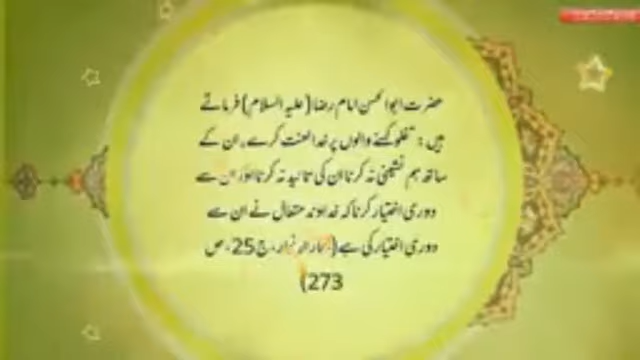 حضرت ابوالحسن امام رضا (علیہ السلام) فرماتے
ہیں: "غلو کرنے والوں پر خدا لعنت کرے، ان کے
ساتھ ہم نشینی نہ کرنا ان کی تائید نہ کرنا اور ان سے
دوری اختیار کرنا کہ خداوند متعال نے ان سے
دوری اختیار کی ہے (بحار الانوار، ج 25، ص
273)